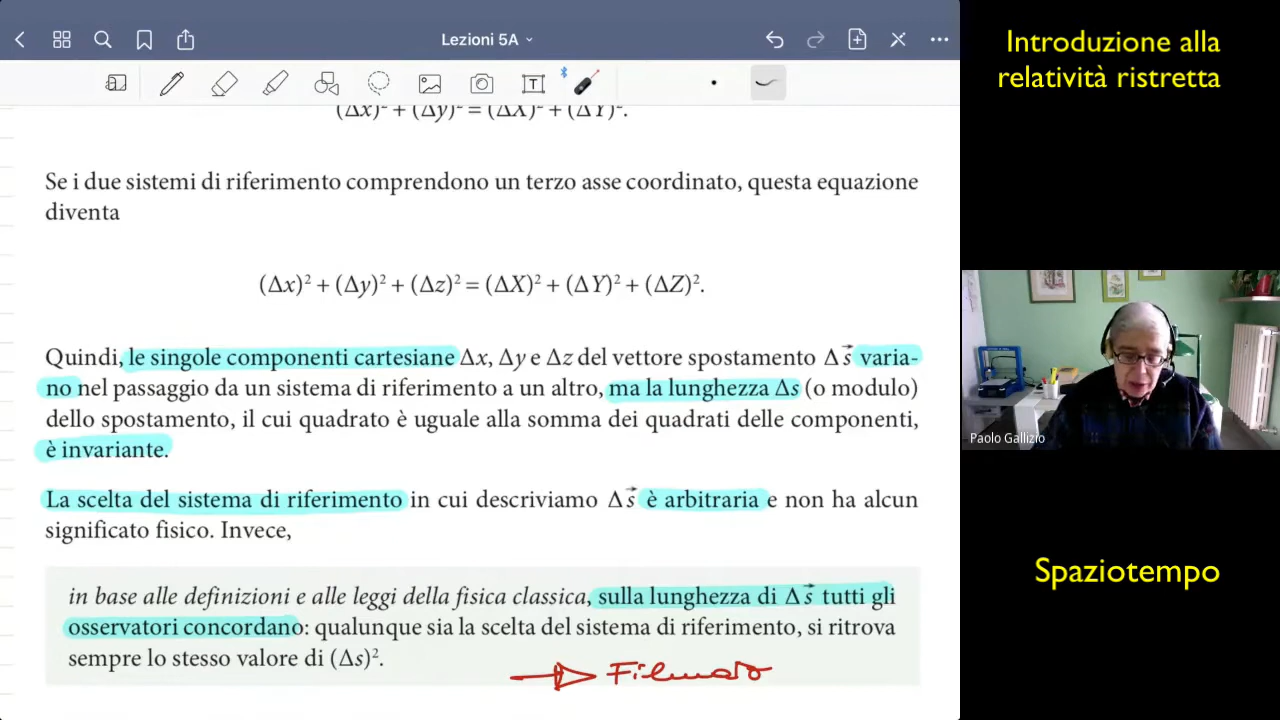 Lezioni 5A
Introduzione alla
relatività ristretta
(Δx)² + (Δy)² = (ΔX)² + (ΔY)².
Se i due sistemi di riferimento comprendono un terzo asse coordinato, questa equazione
diventa
(Δx)² + (Δy)² + (Δz)² = (ΔX)² + (ΔY)² + (ΔZ)².
Quindi, le singole componenti cartesiane Δx, Δy e Δz del vettore spostamento Δs⃗ varia-
no nel passaggio da un sistema di riferimento a un altro, ma la lunghezza Δs (o modulo)
dello spostamento, il cui quadrato è uguale alla somma dei quadrati delle componenti,
è invariante.
La scelta del sistema di riferimento in cui descriviamo Δs⃗ è arbitraria e non ha alcun
significato fisico. Invece,
in base alle definizioni e alle leggi della fisica classica, sulla lunghezza di Δs⃗ tutti gli
osservatori concordano: qualunque sia la scelta del sistema di riferimento, si ritrova
sempre lo stesso valore di (Δs)².
Filmato
Paolo Gallizio
Spaziotempo